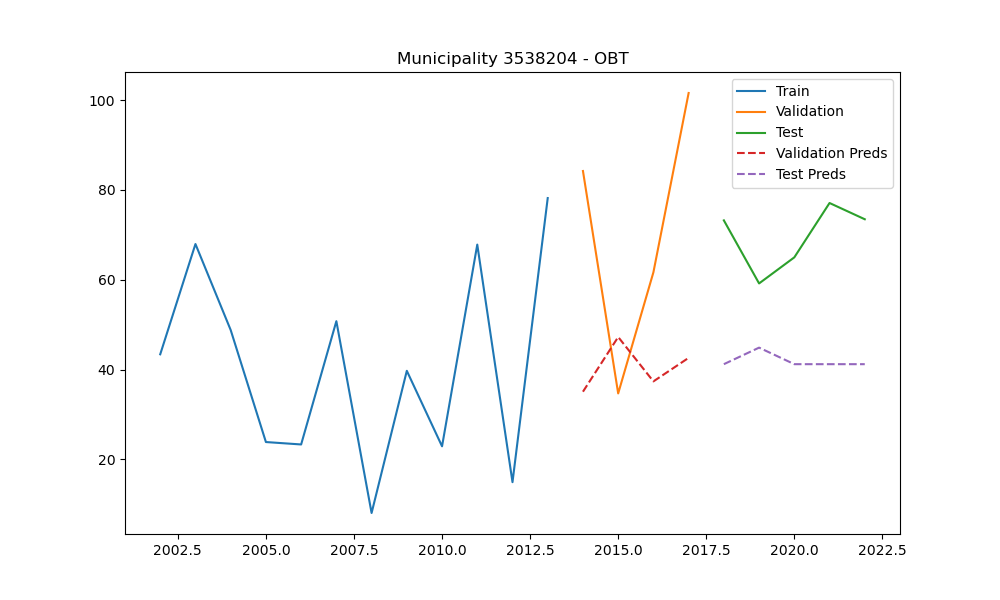 Municipality 3538204 - OBT
Train
Validation
Test
Validation Preds
Test Preds
100
80
60
40
20
2002.5 2005.0 2007.5 2010.0 2012.5 2015.0 2017.5 2020.0 2022.5